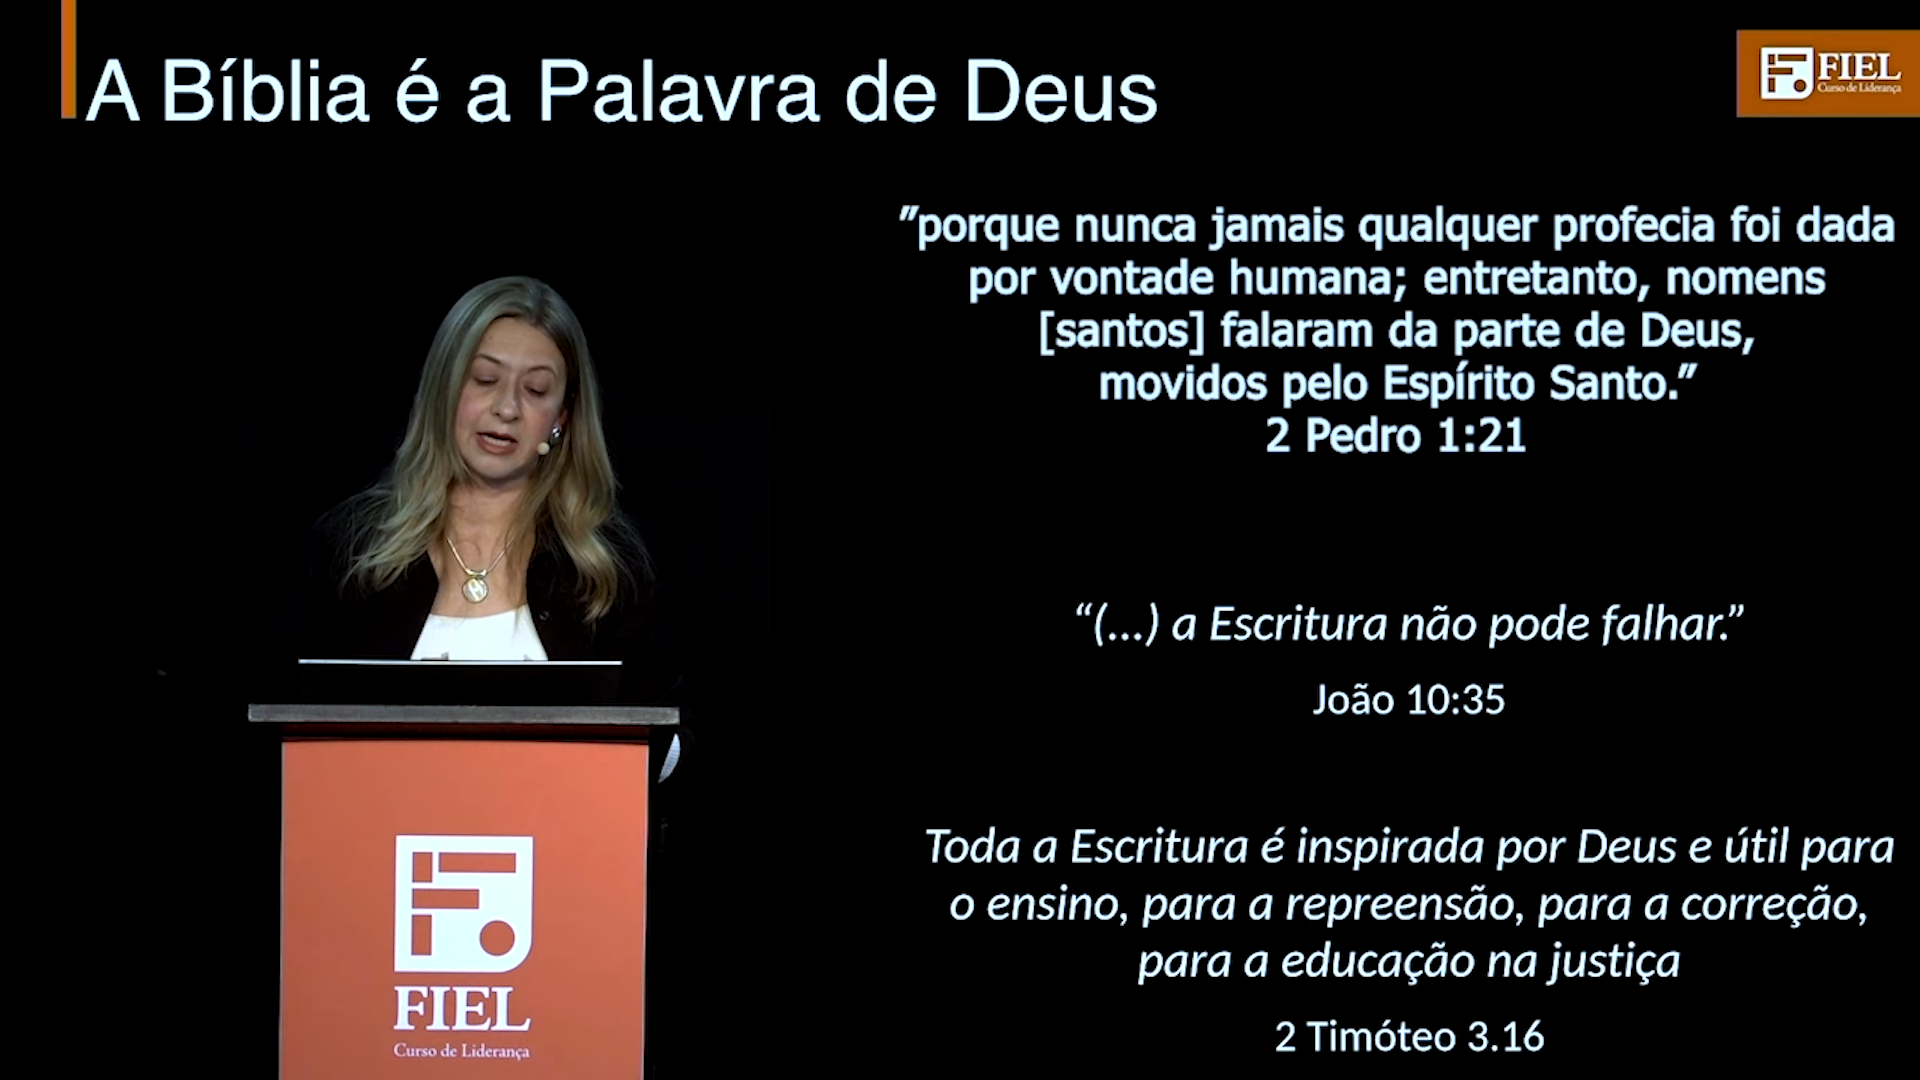 A Bíblia é a Palavra de Deus
FIEL
Curso de Liderança
"porque nunca jamais qualquer profecia foi dada
por vontade humana; entretanto, nomens
[santos] falaram da parte de Deus,
movidos pelo Espírito Santo."
2 Pedro 1:21
“(...) a Escritura não pode falhar.”
João 10:35
Toda a Escritura é inspirada por Deus e útil para
o ensino, para a repreensão, para a correção,
para a educação na justiça
2 Timóteo 3.16
FIEL
Curso de Liderança